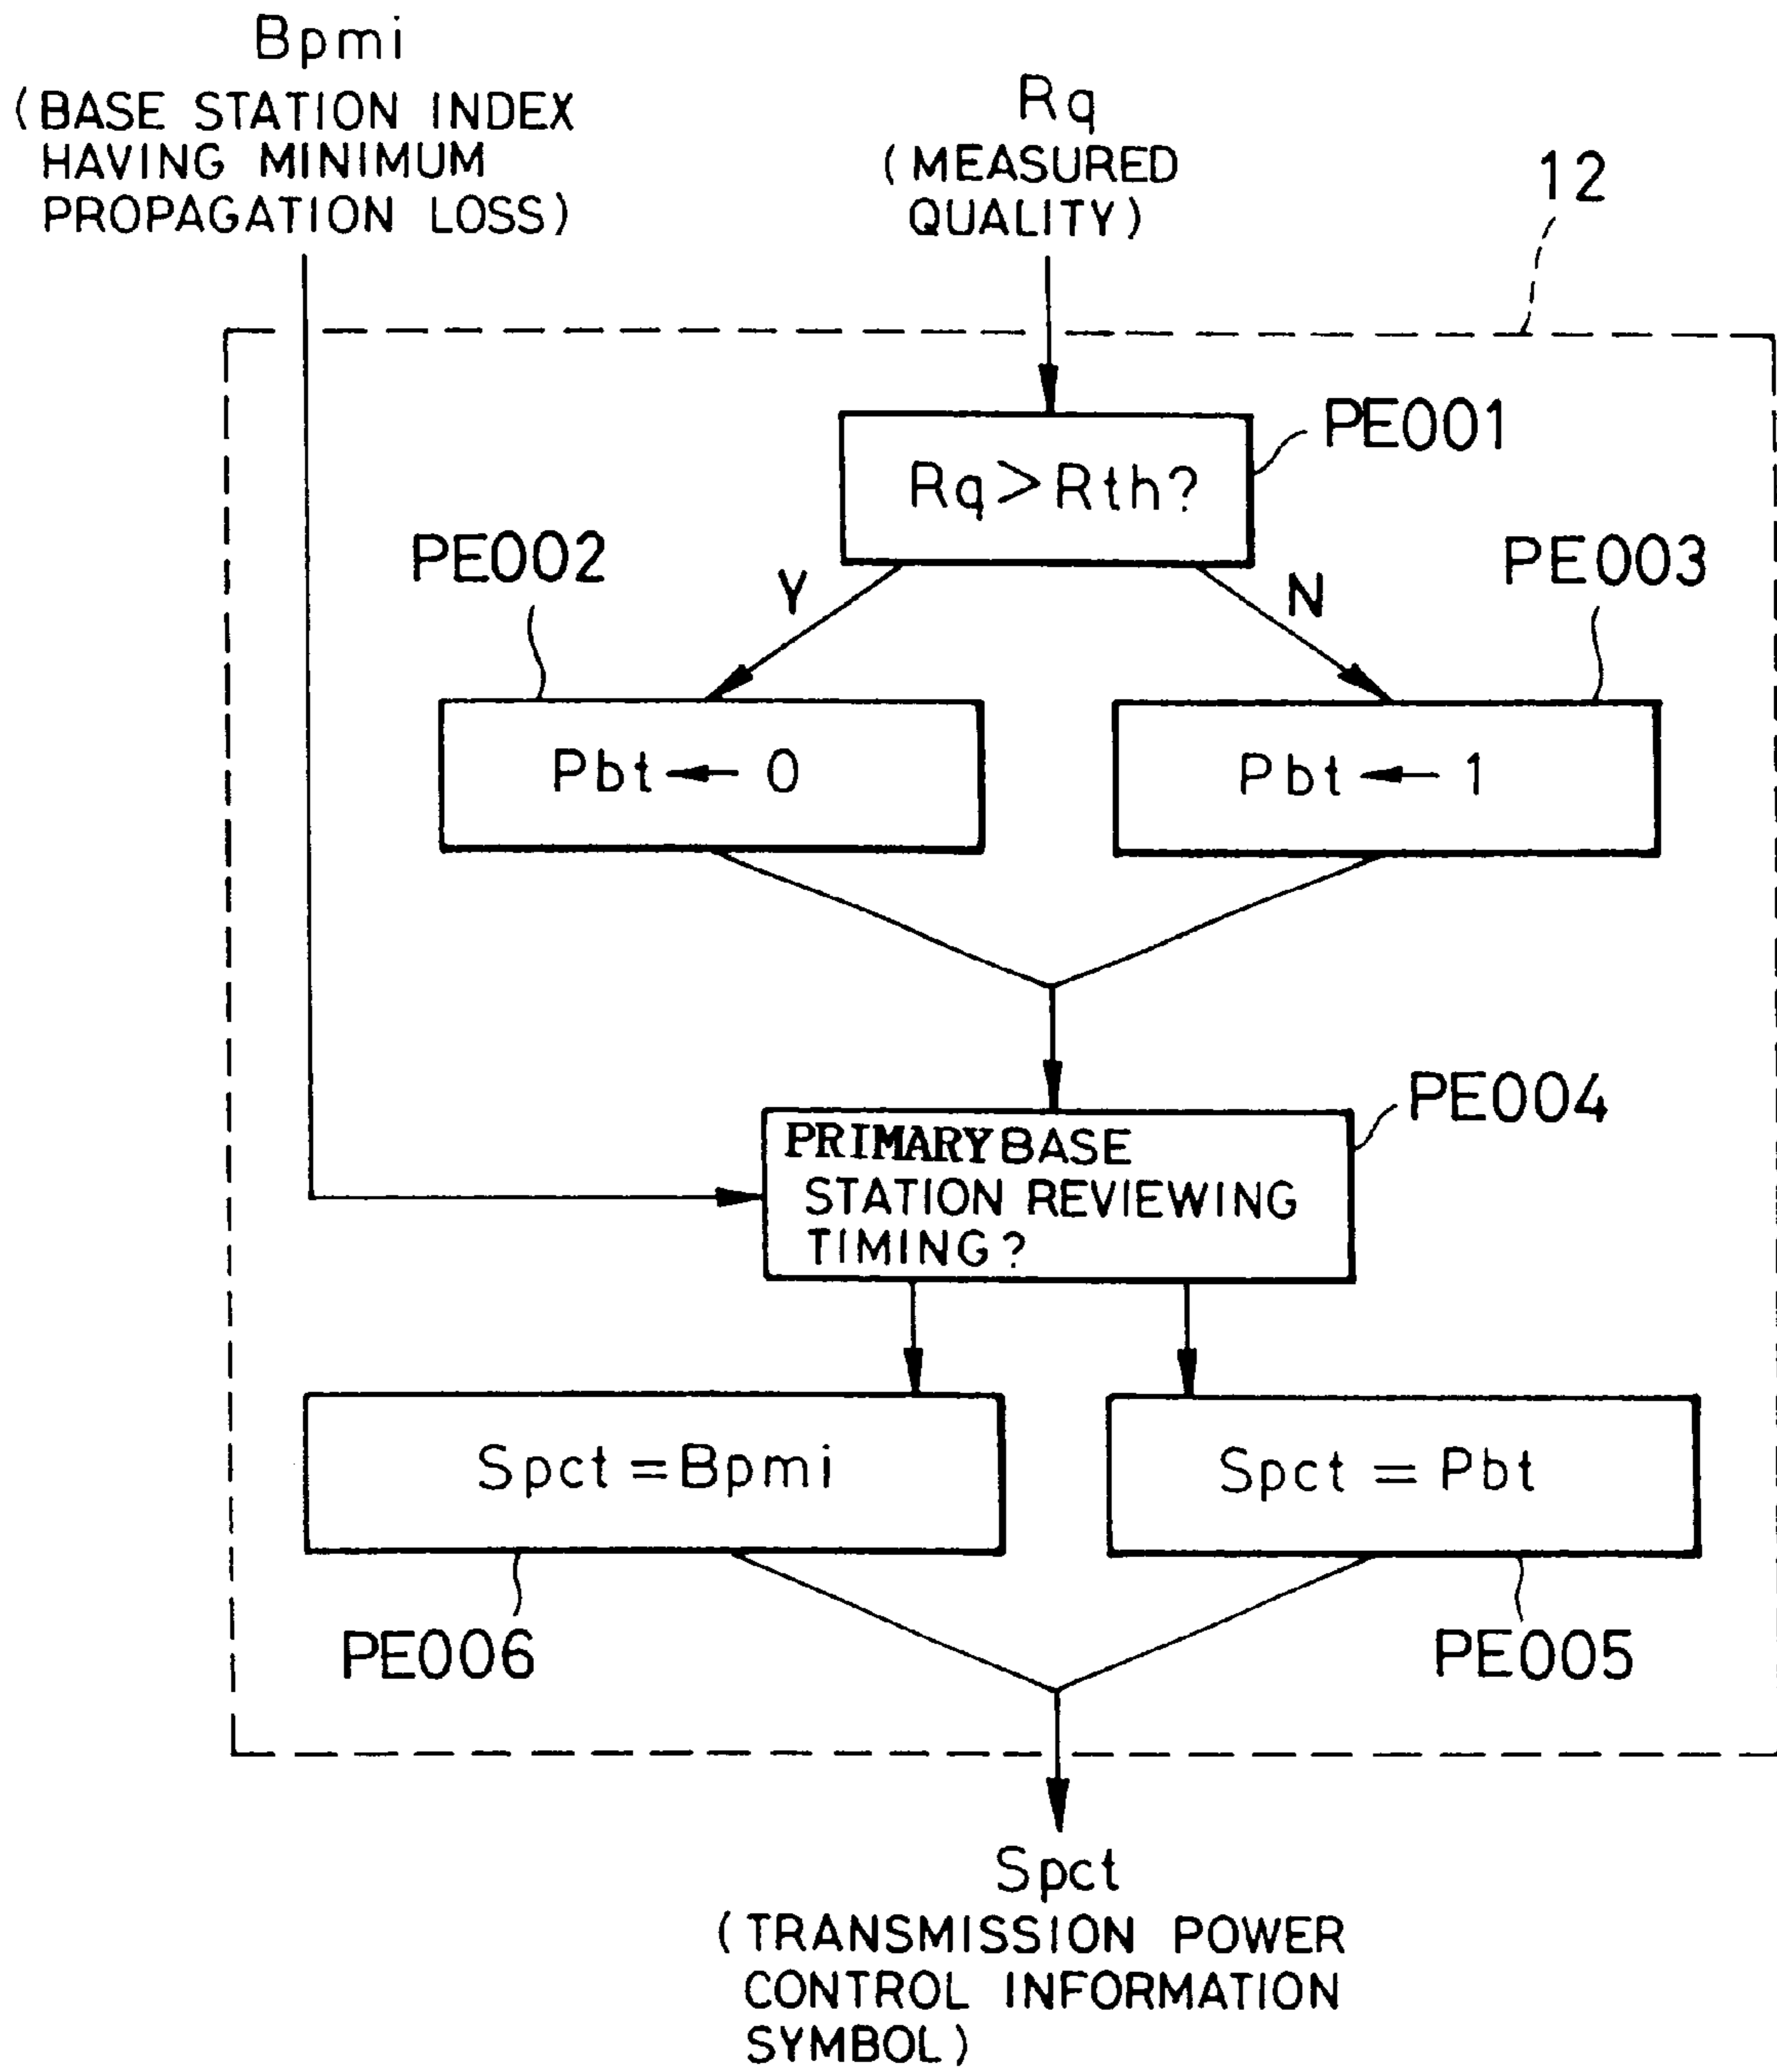 Bpmi
(BASE STATION INDEX
HAVING MINIMUM
PROPAGATION LOSS)
Rq
(MEASURED
QUALITY)
12
PE001
Rq>Rth?
PE002
PE003
Y
N
Pbt ← 0
Pbt ← 1
PE004
PRIMARY BASE
STATION REVIEWING
TIMING?
Spct = Bpmi
Spct = Pbt
PE006
PE005
Spct
(TRANSMISSION POWER
CONTROL INFORMATION
SYMBOL)